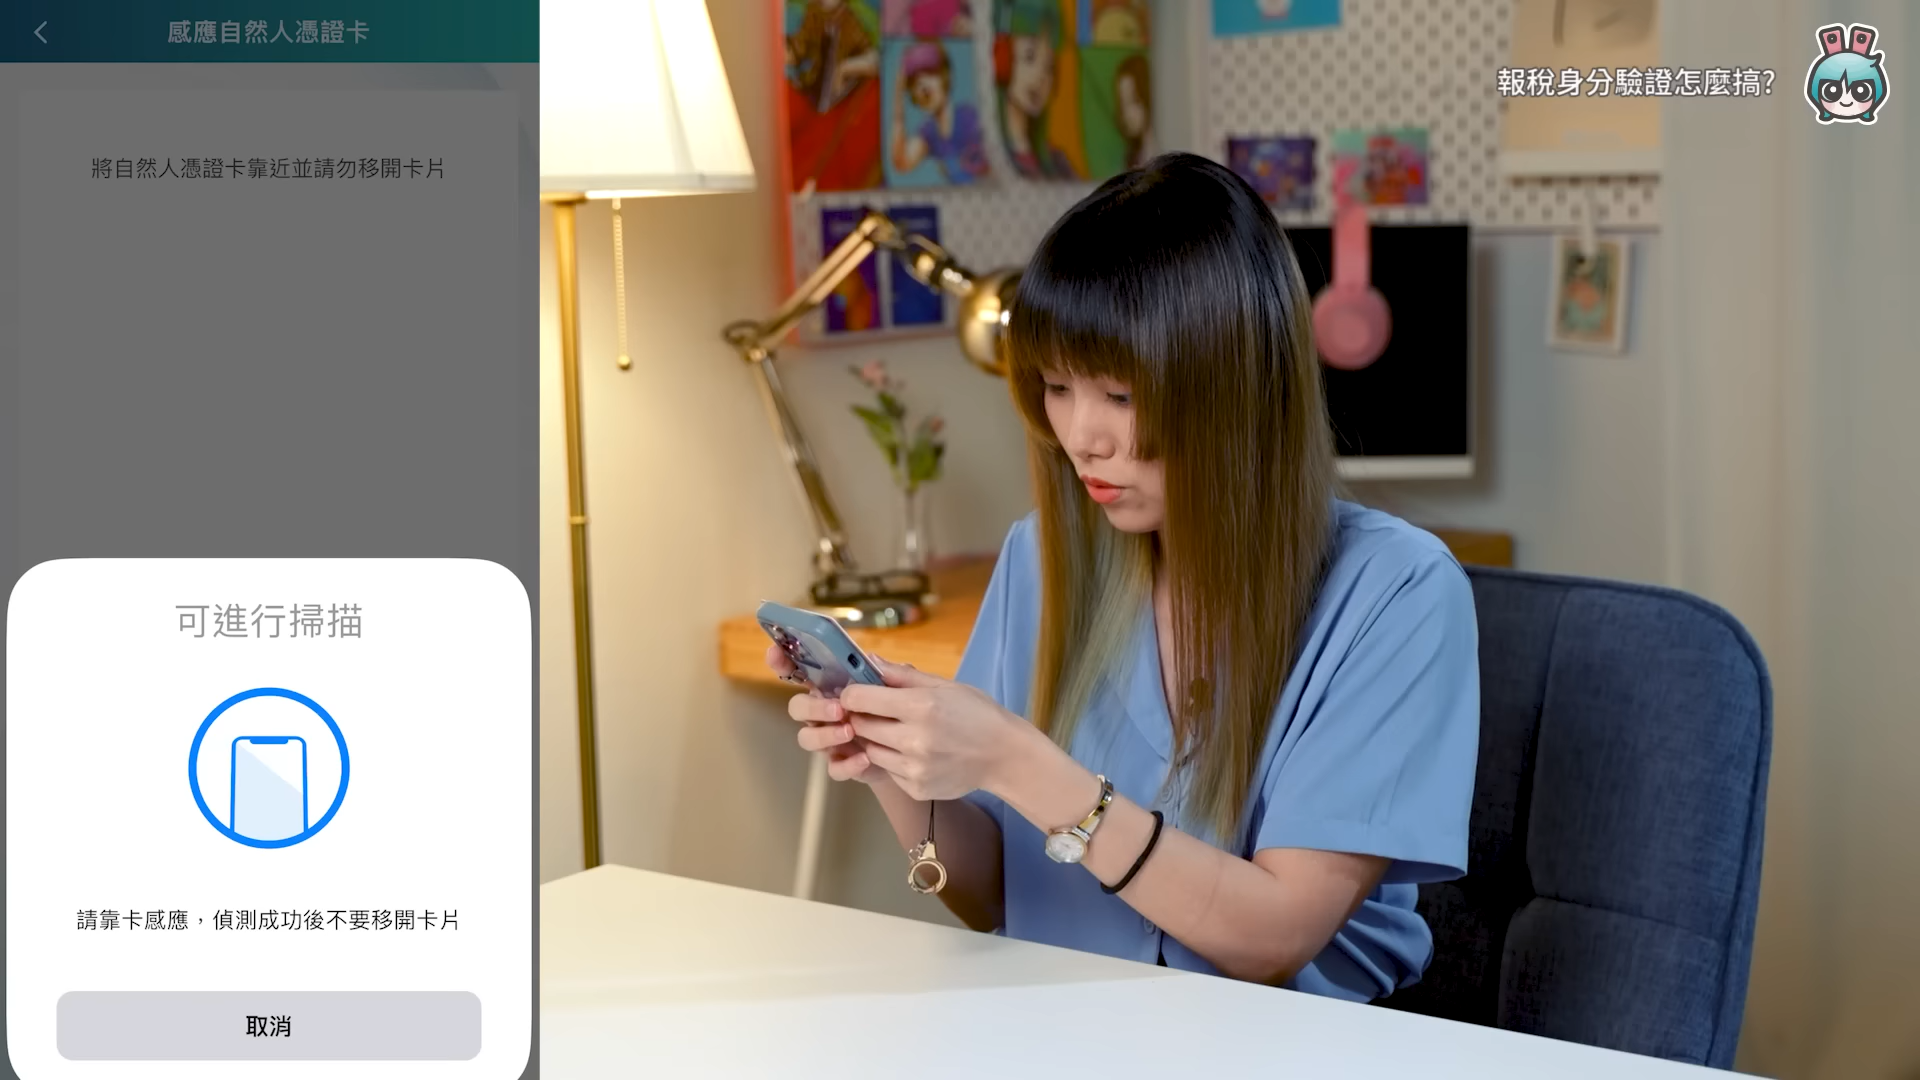 感應自然人憑證卡
將自然人憑證卡靠近並請勿移開卡片
可進行掃描
請靠卡感應，偵測成功後不要移開卡片
取消
報稅身分驗證怎麼搞?